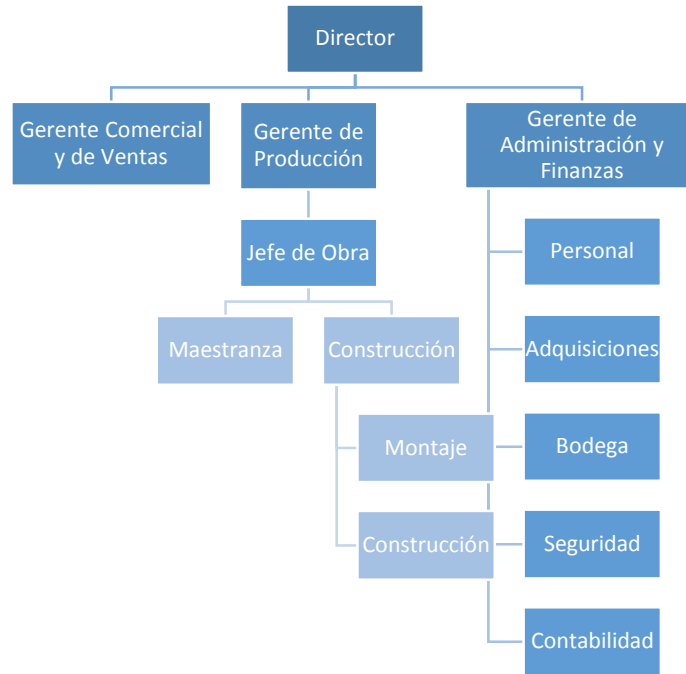 Director
Gerente Comercial
y de Ventas
Gerente de
Producción
Gerente de
Administración y
Finanzas
Jefe de Obra
Personal
Maestranza
Construcción
Adquisiciones
Montaje
Bodega
Construcción
Seguridad
Contabilidad